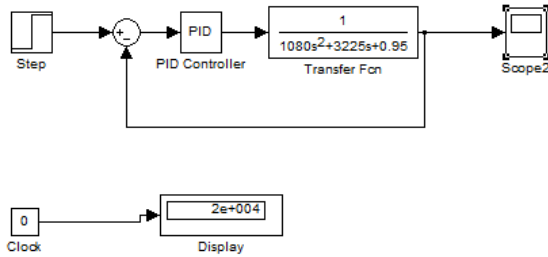 +
−
PID
1
1080s²+3225s+0.95
Step
PID Controller
Transfer Fcn
Scope2
0
2e+004
Clock
Display